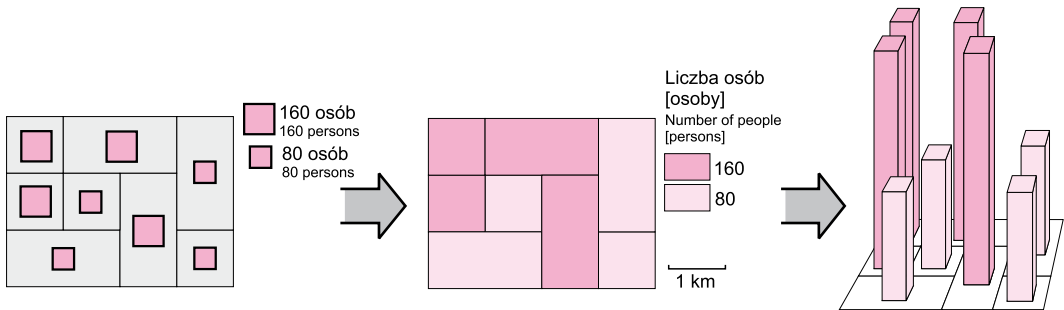 160 osób
160 persons
80 osób
80 persons
Liczba osób
[osoby]
Number of people
[persons]
160
80
1 km